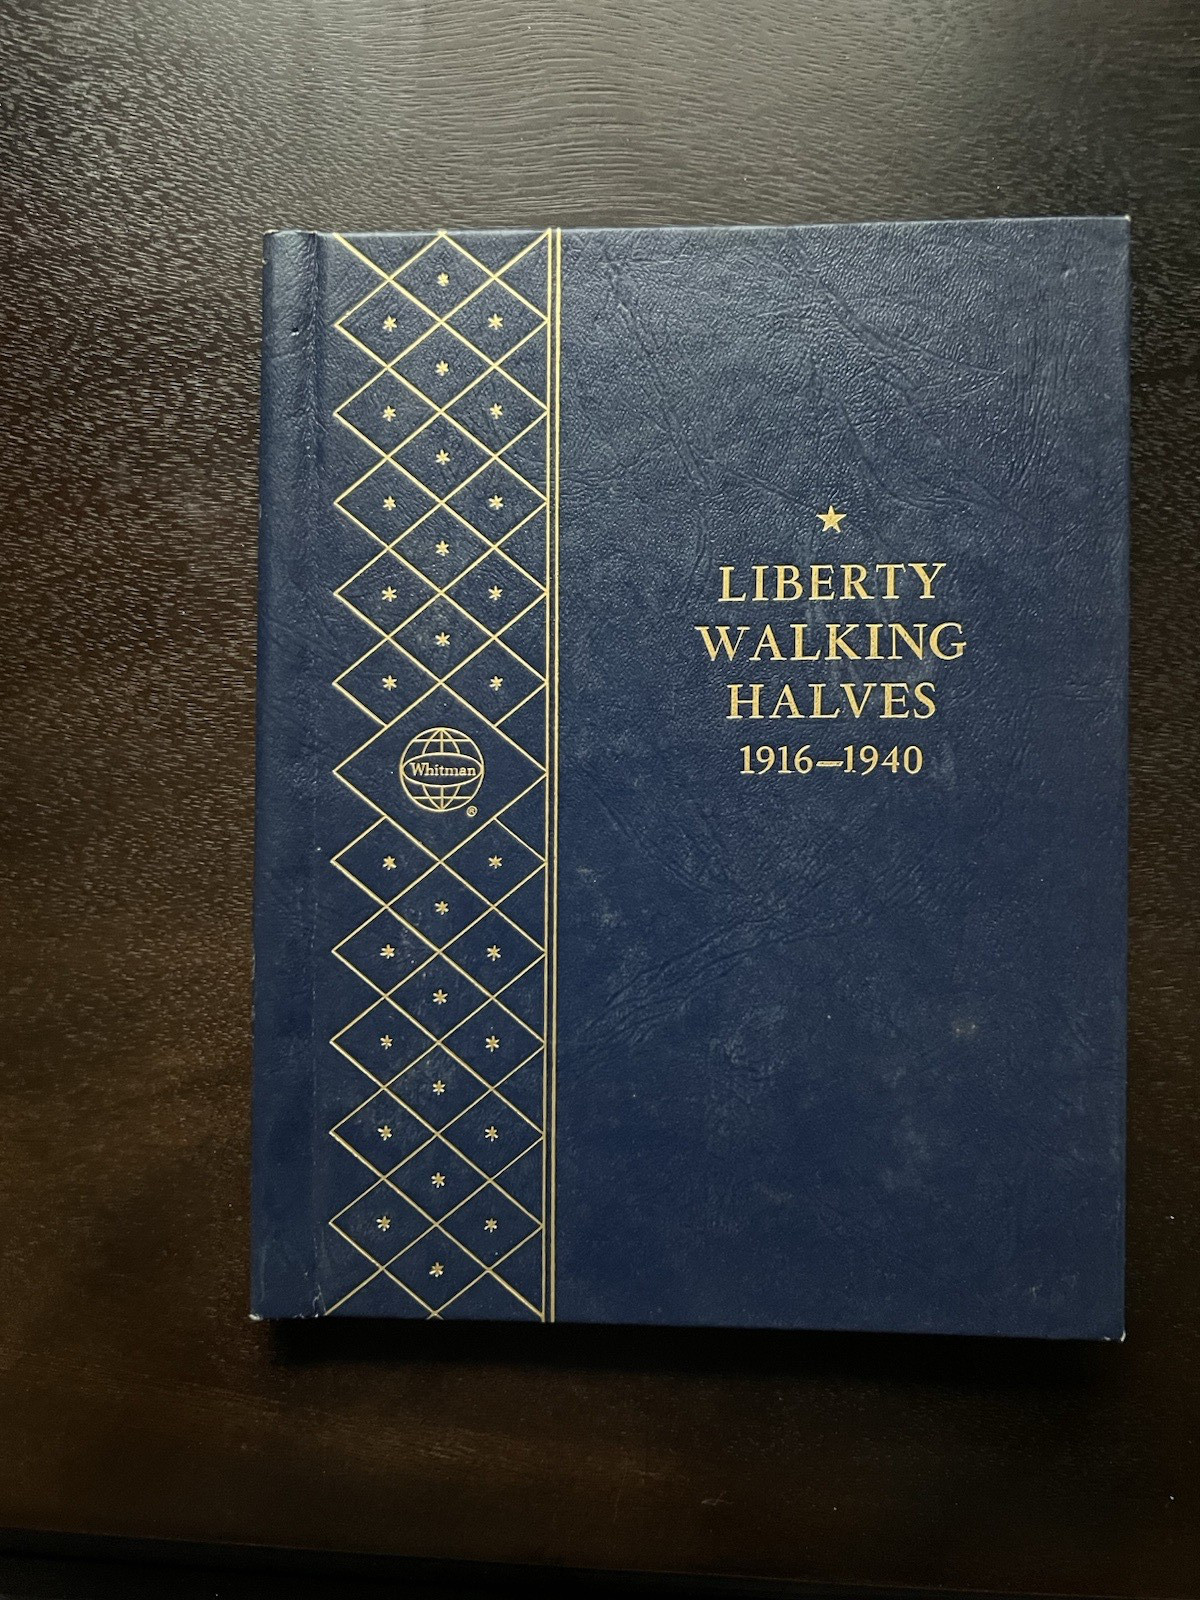 LIBERTY
WALKING
HALVES
1916–1940
Whitman
®